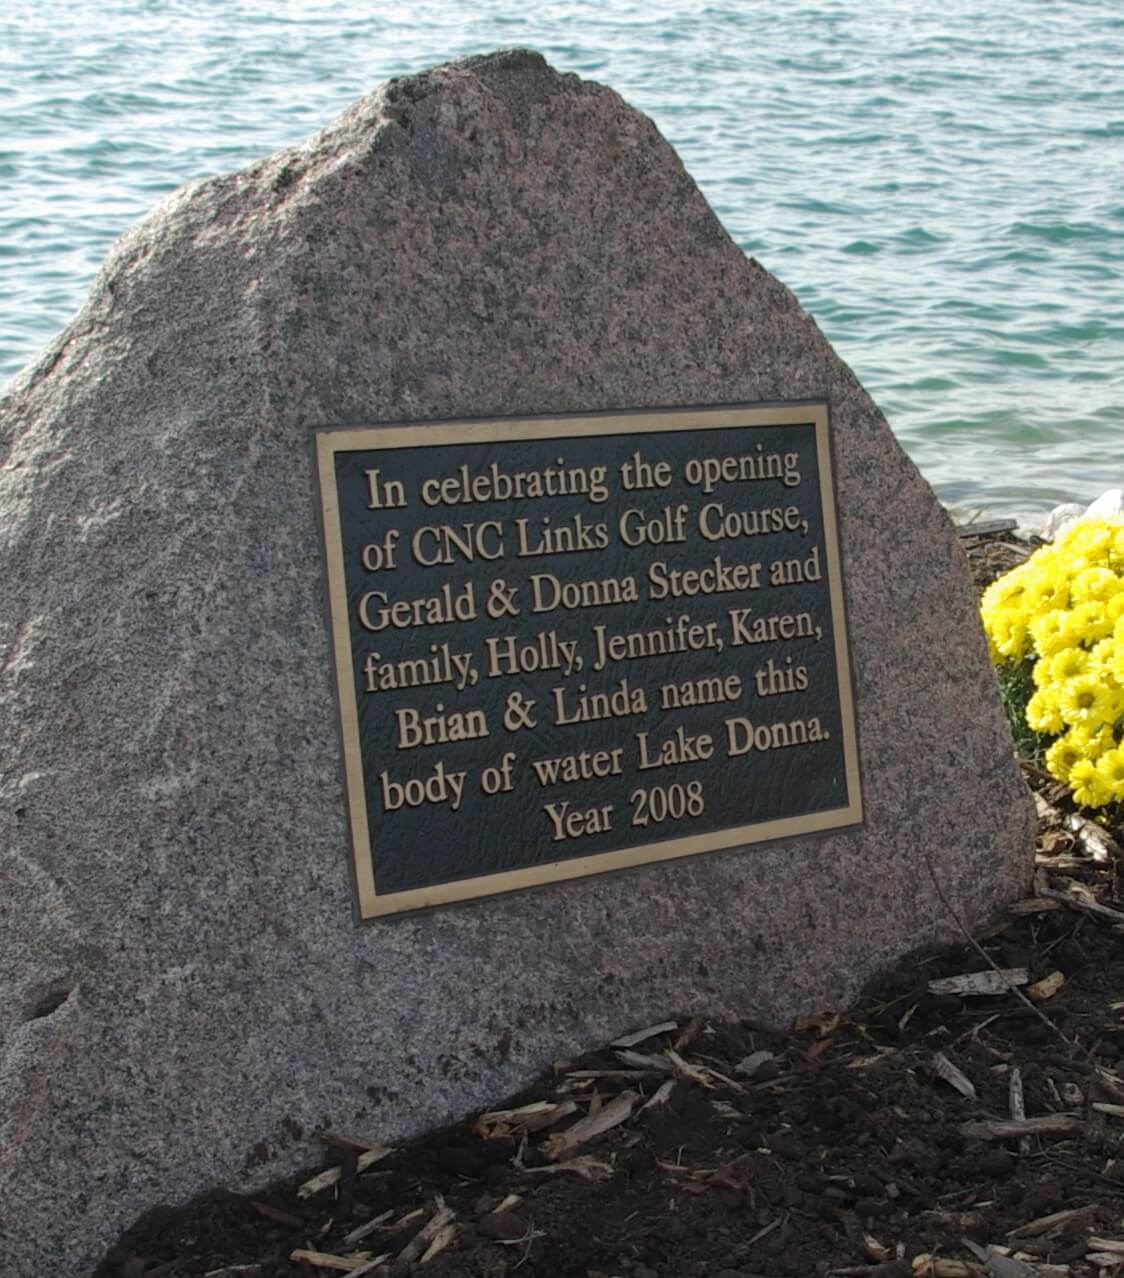 In celebrating the opening
of CNC Links Golf Course,
Gerald & Donna Stecker and
family, Holly, Jennifer, Karen,
Brian & Linda name this
body of water Lake Donna.
Year 2008